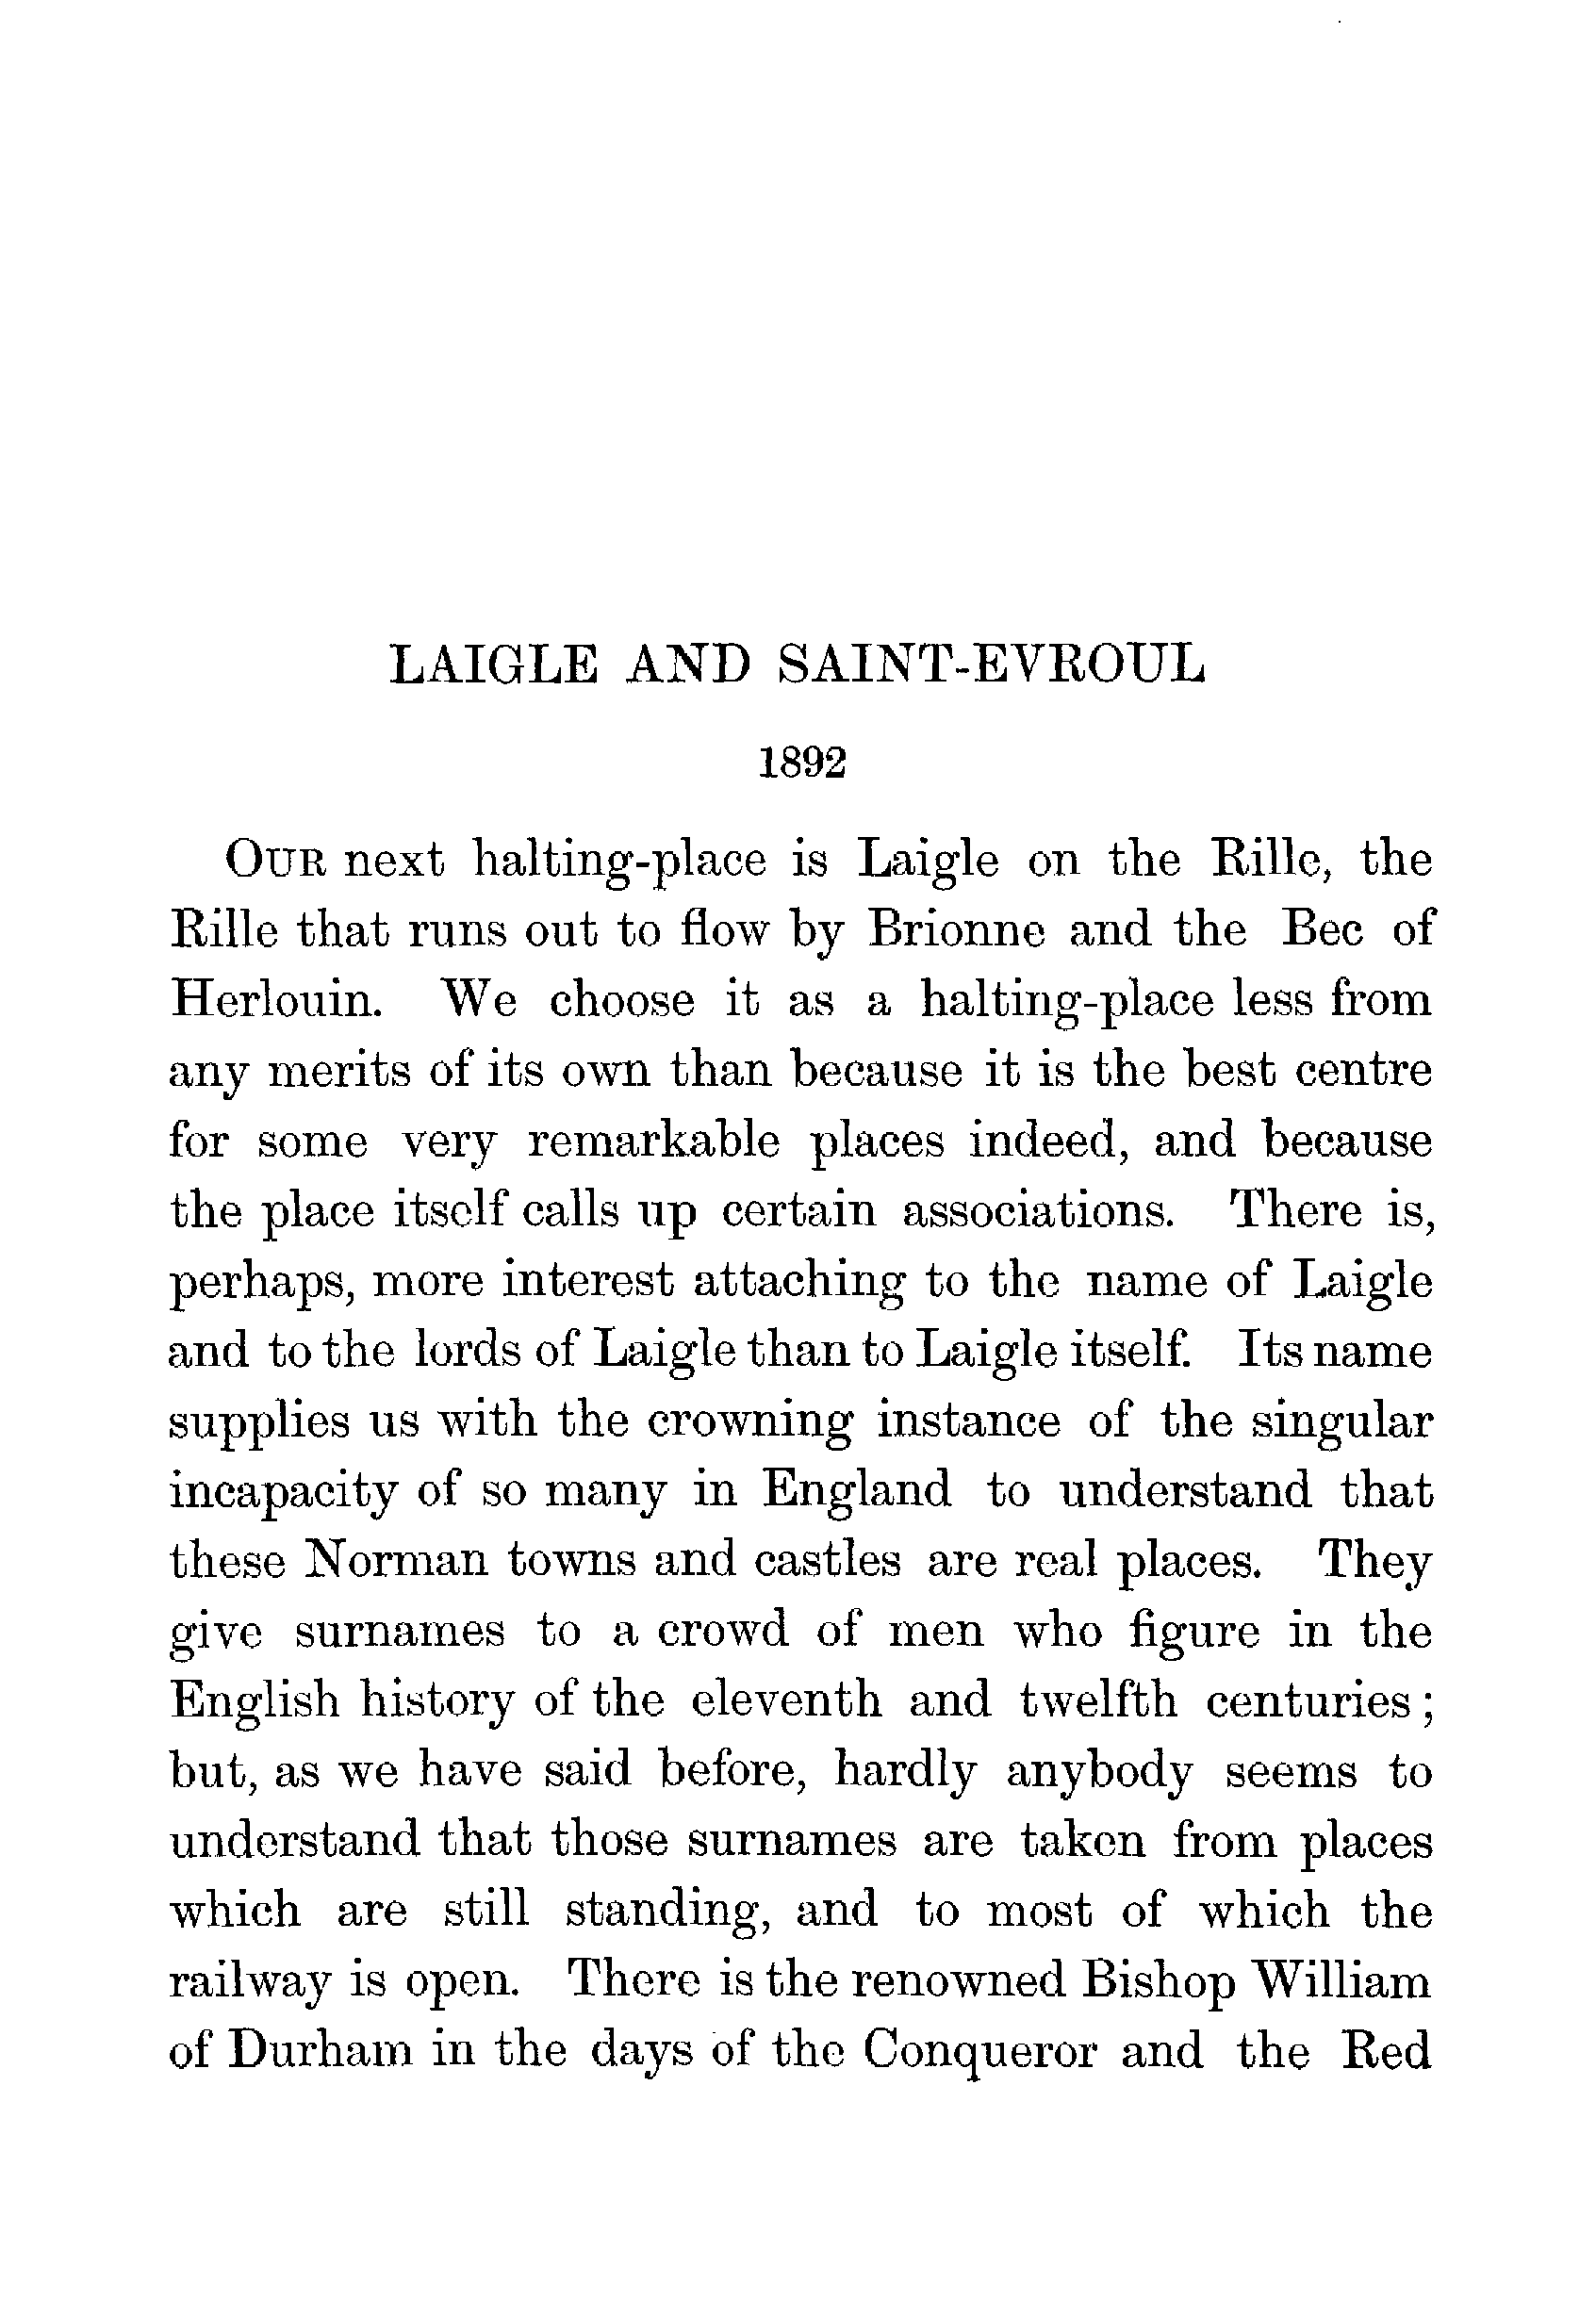 LAIGLE AND SAINT-EVROUL
1892
OUR next halting-place is Laigle on the Rille, the
Rille that runs out to flow by Brionne and the Bec of
Herlouin. We choose it as a halting-place less from
any merits of its own than because it is the best centre
for some very remarkable places indeed, and because
the place itself calls up certain associations. There is,
perhaps, more interest attaching to the name of Laigle
and to the lords of Laigle than to Laigle itself. Its name
supplies us with the crowning instance of the singular
incapacity of so many in England to understand that
these Norman towns and castles are real places. They
give surnames to a crowd of men who figure in the
English history of the eleventh and twelfth centuries;
but, as we have said before, hardly anybody seems to
understand that those surnames are taken from places
which are still standing, and to most of which the
railway is open. There is the renowned Bishop William
of Durham in the days of the Conqueror and the Red